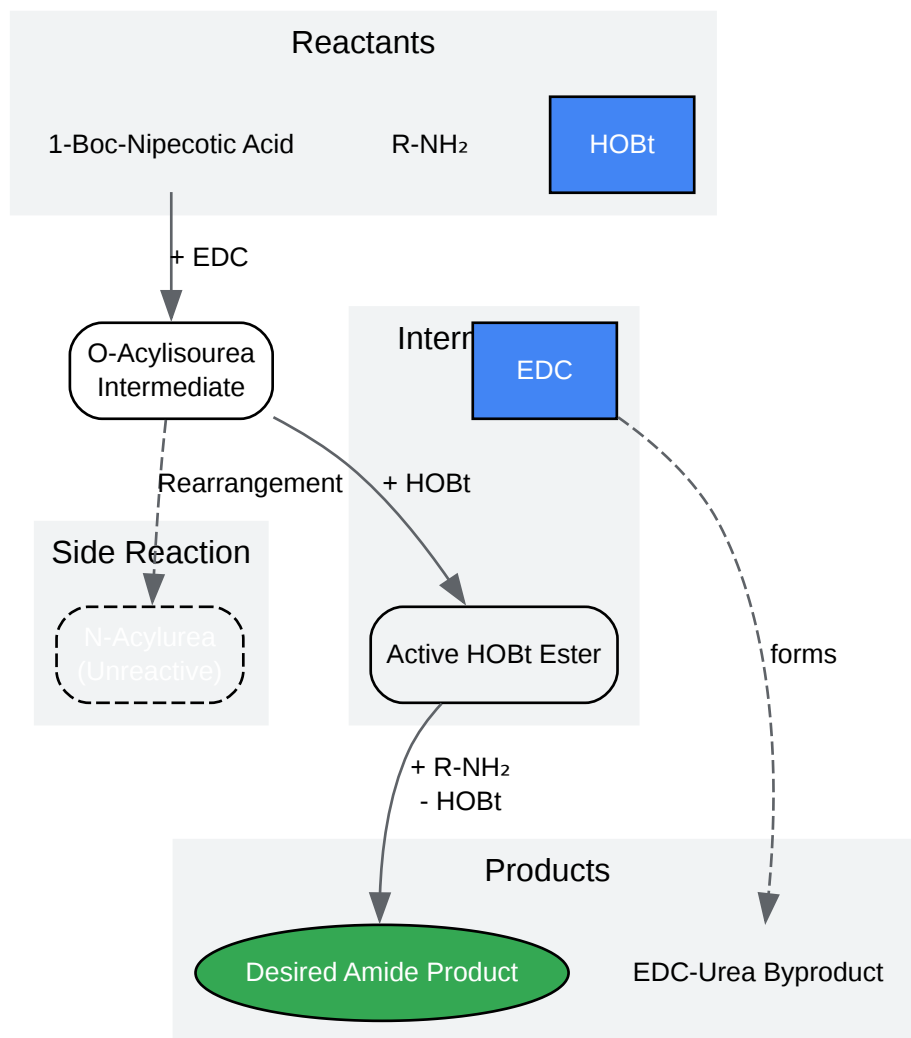 Reactants
1-Boc-Nipecotic Acid
R-NH₂
HOBt
+ EDC
O-Acylisourea
Intermediate
EDC
Rearrangement
+ HOBt
Side Reaction
N-Acylurea
(Unreactive)
Active HOBt Ester
forms
+ R-NH₂
- HOBt
Products
Desired Amide Product
EDC-Urea Byproduct